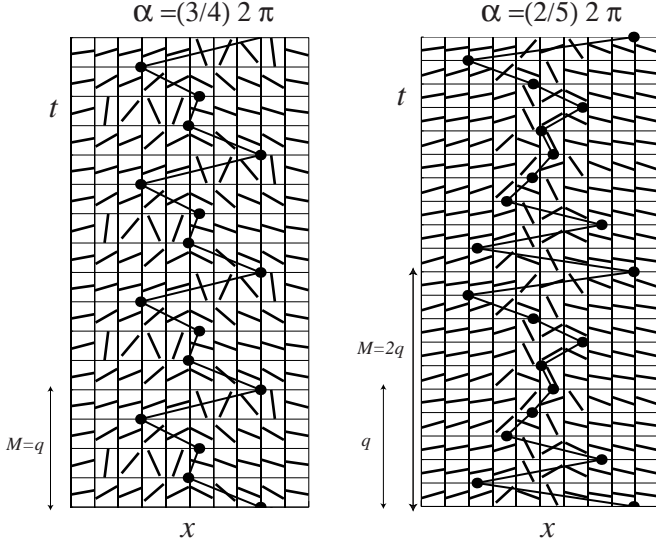 α =(3/4) 2 π
t
M=q
x
α =(2/5) 2 π
t
M=2q
q
x